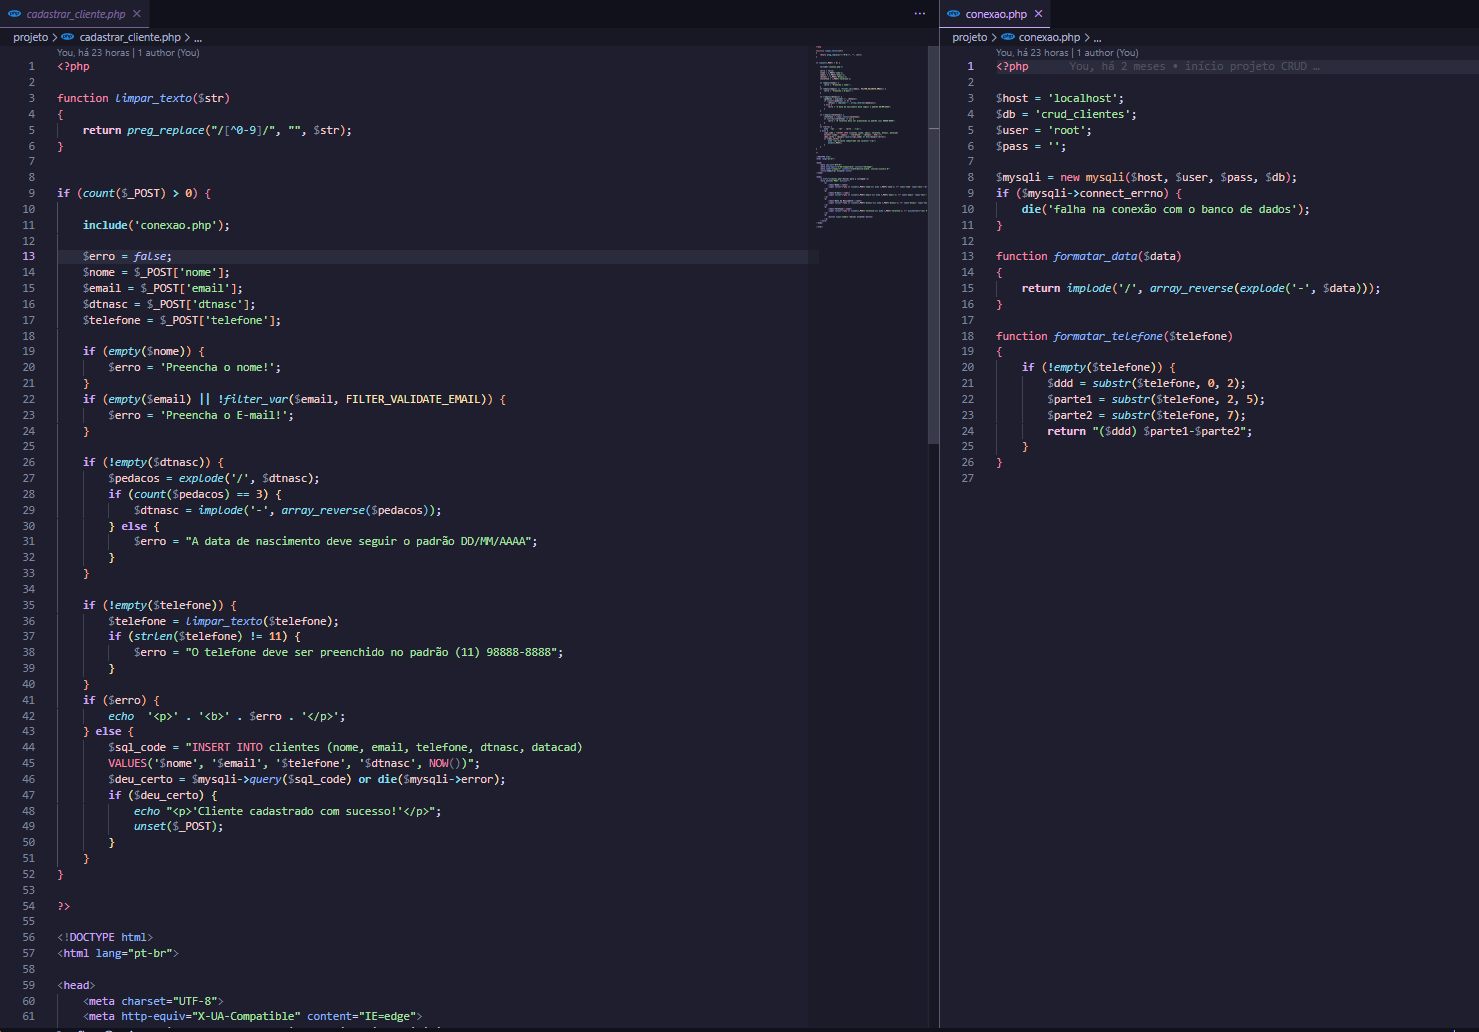 cadastrar_cliente.php
projeto > cadastrar_cliente.php > ...
You, há 23 horas | 1 author (You)
1 <?php
2
3 function limpar_texto($str)
4 {
5     return preg_replace("/[^0-9]/", "", $str);
6 }
7
8
9 if (count($_POST) > 0) {
10
11     include('conexao.php');
12
13     $erro = false;
14     $nome = $_POST['nome'];
15     $email = $_POST['email'];
16     $dtnasc = $_POST['dtnasc'];
17     $telefone = $_POST['telefone'];
18
19     if (empty($nome)) {
20         $erro = 'Preencha o nome!';
21     }
22     if (empty($email) || !filter_var($email, FILTER_VALIDATE_EMAIL)) {
23         $erro = 'Preencha o E-mail!';
24     }
25
26     if (!empty($dtnasc)) {
27         $pedacos = explode('/', $dtnasc);
28         if (count($pedacos) == 3) {
29             $dtnasc = implode('-', array_reverse($pedacos));
30         } else {
31             $erro = "A data de nascimento deve seguir o padrão DD/MM/AAAA";
32         }
33     }
34
35     if (!empty($telefone)) {
36         $telefone = limpar_texto($telefone);
37         if (strlen($telefone) != 11) {
38             $erro = "O telefone deve ser preenchido no padrão (11) 98888-8888";
39         }
40     }
41     if ($erro) {
42         echo  '<p>' . '<b>' . $erro . '</p>';
43     } else {
44         $sql_code = "INSERT INTO clientes (nome, email, telefone, dtnasc, datacad)
45         VALUES('$nome', '$email', '$telefone', '$dtnasc', NOW())";
46         $deu_certo = $mysqli->query($sql_code) or die($mysqli->error);
47         if ($deu_certo) {
48             echo "<p>'Cliente cadastrado com sucesso!'</p>";
49             unset($_POST);
50         }
51     }
52 }
53
54 ?>
55
56 <!DOCTYPE html>
57 <html lang="pt-br">
58
59 <head>
60     <meta charset="UTF-8">
61     <meta http-equiv="X-UA-Compatible" content="IE=edge">
conexao.php
projeto > conexao.php > ...
You, há 23 horas | 1 author (You)
1 <?php     You, há 2 meses • início projeto CRUD …
2
3 $host = 'localhost';
4 $db = 'crud_clientes';
5 $user = 'root';
6 $pass = '';
7
8 $mysqli = new mysqli($host, $user, $pass, $db);
9 if ($mysqli->connect_errno) {
10     die('falha na conexão com o banco de dados');
11 }
12
13 function formatar_data($data)
14 {
15     return implode('/', array_reverse(explode('-', $data)));
16 }
17
18 function formatar_telefone($telefone)
19 {
20     if (!empty($telefone)) {
21         $ddd = substr($telefone, 0, 2);
22         $parte1 = substr($telefone, 2, 5);
23         $parte2 = substr($telefone, 7);
24         return "($ddd) $parte1-$parte2";
25     }
26 }
27